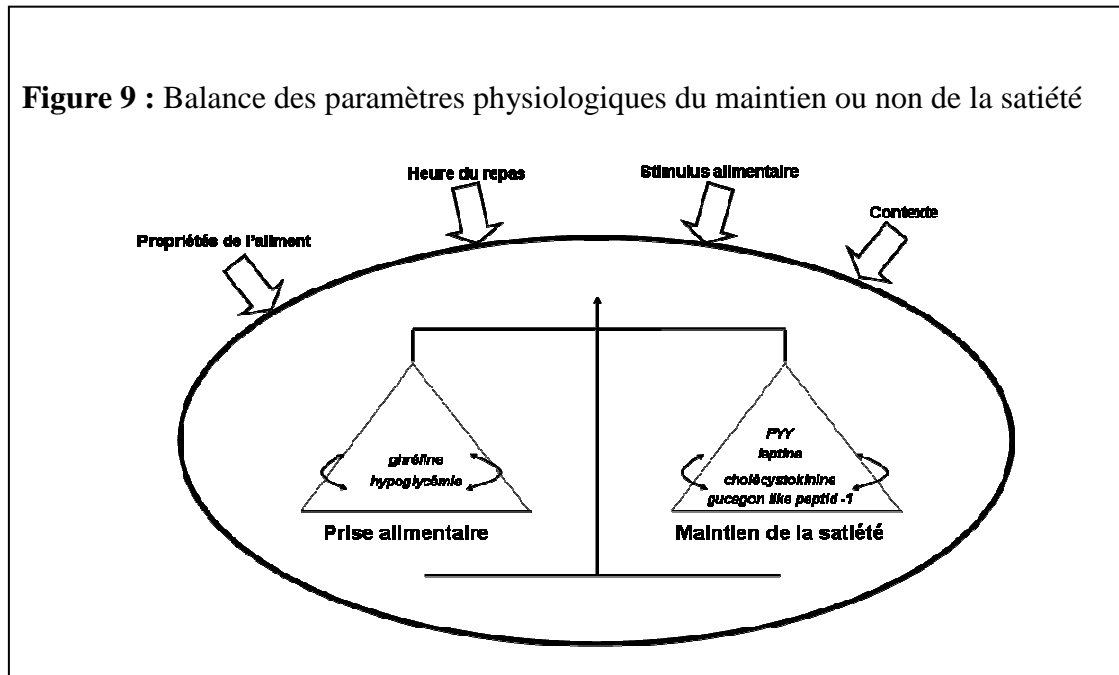 Figure 9 : Balance des paramètres physiologiques du maintien ou non de la satiété
Heure du repas
Stimulus alimentaire
Contexte
Propriétés de l'aliment
ghréline
hypoglycémie
PYY
leptine
cholécystokinine
gucagon like peptid -1
Prise alimentaire
Maintien de la satiété